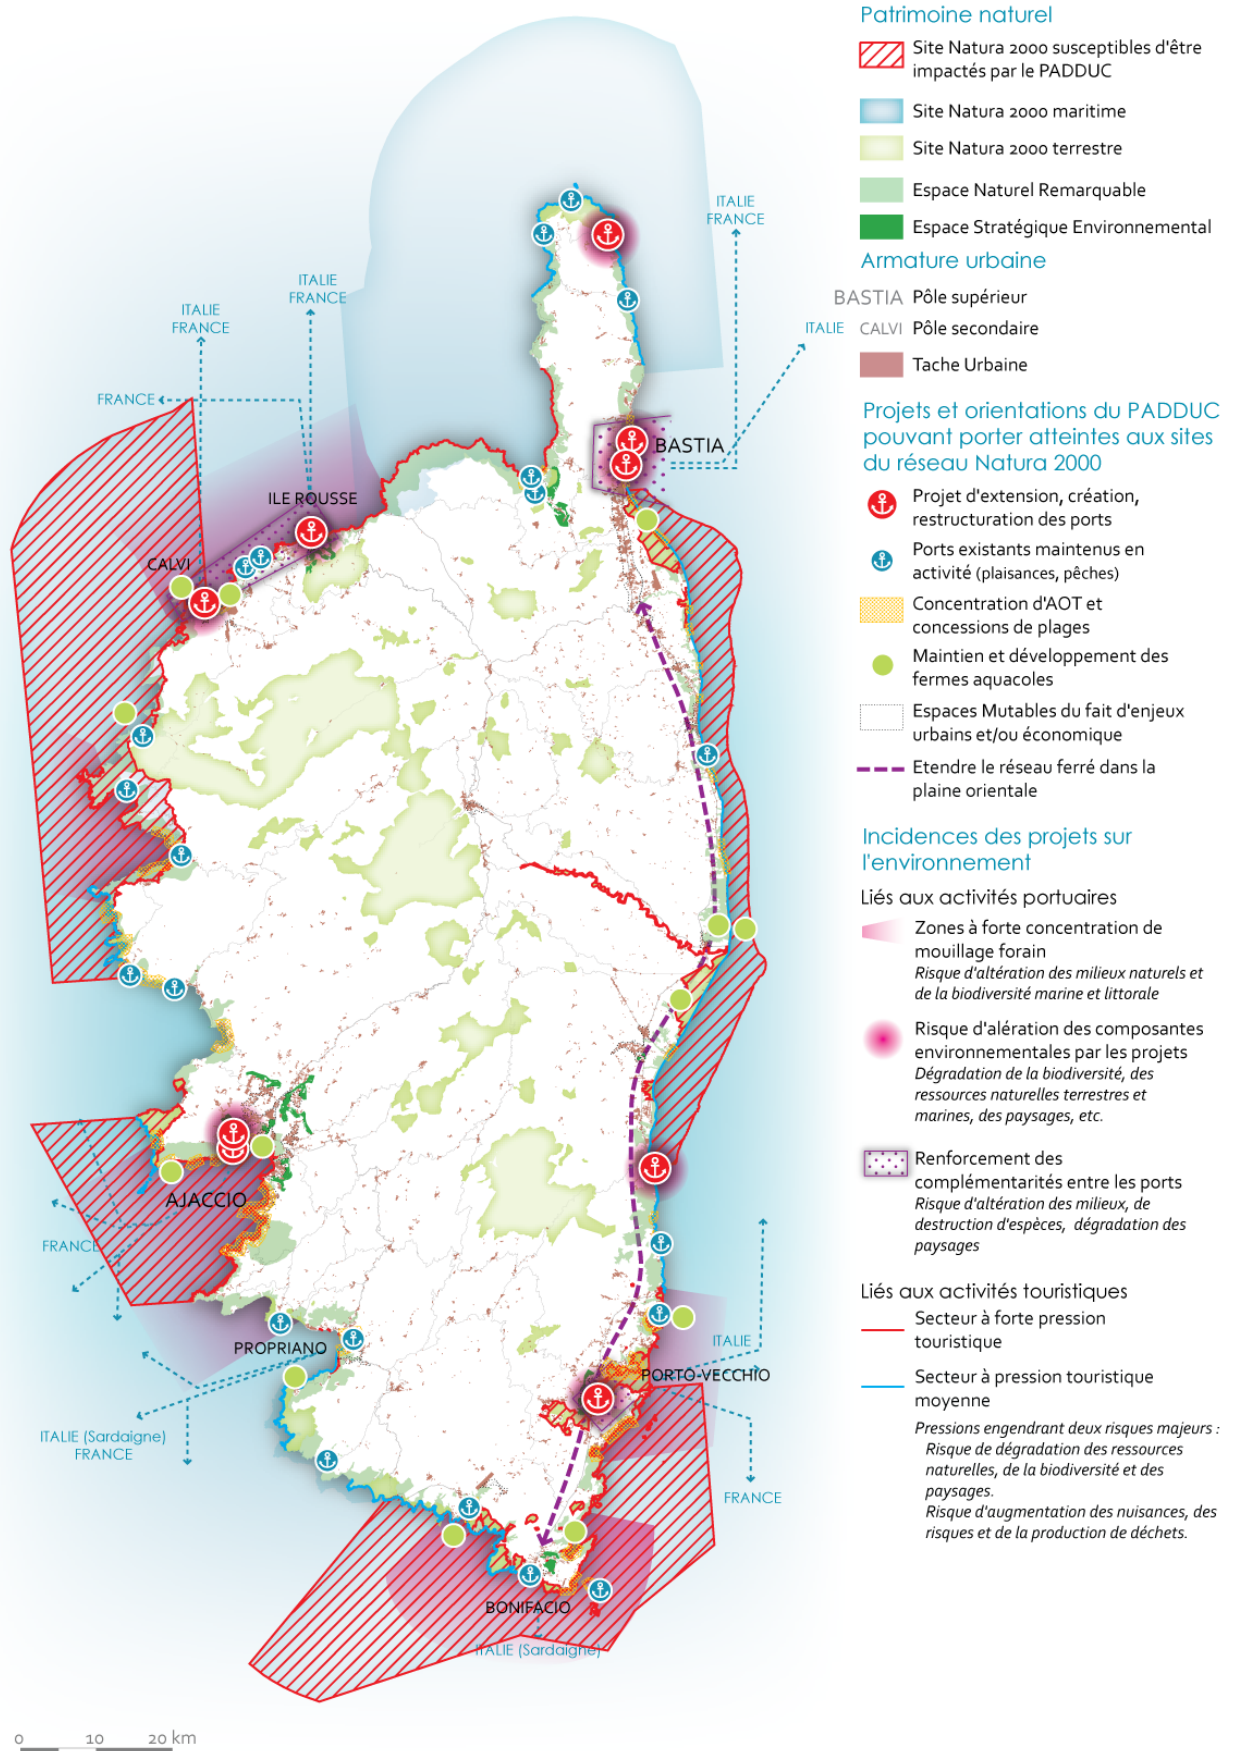 Patrimoine naturel
Site Natura 2000 susceptibles d'être
impactés par le PADDUC
Site Natura 2000 maritime
Site Natura 2000 terrestre
Espace Naturel Remarquable
Espace Stratégique Environmental
Armature urbaine
BASTIA Pôle supérieur
CALVI Pôle secondaire
Tache Urbaine
Projets et orientations du PADDUC
pouvant porter atteintes aux sites
du réseau Natura 2000
Projet d'extension, création,
restructuration des ports
Ports existants maintenus en
activité (plaisances, pêches)
Concentration d'AOT et
concessions de plages
Maintien et développement des
fermes aquacoles
Espaces Mutables du fait d'enjeux
urbains et/ou économique
Etendre le réseau ferré dans la
plaine orientale
Incidences des projets sur
l'environnement
Liés aux activités portuaires
Zones à forte concentration de
mouillage forain
Risque d'altération des milieux naturels et
de la biodiversité marine et littorale
Risque d'alération des composantes
environnementales par les projets
Dégradation de la biodiversité, des
ressources naturelles terrestres et
marines, des paysages, etc.
Renforcement des
complémentarités entre les ports
Risque d'altération des milieux, de
destruction d'espèces, dégradation des
paysages
Liés aux activités touristiques
Secteur à forte pression
touristique
Secteur à pression touristique
moyenne
Pressions engendrant deux risques majeurs :
Risque de dégradation des ressources
naturelles, de la biodiversité et des
paysages.
Risque d'augmentation des nuisances, des
risques et de la production de déchets.
ITALIE
FRANCE
ITALIE
FRANCE
ITALIE
FRANCE
ITALIE
FRANCE
BASTIA
ILE ROUSSE
CALVI
AJACCIO
FRANCE
PROPRIANO
ITALIE
PORTO-VECCHIO
ITALIE (Sardaigne)
FRANCE
FRANCE
BONIFACIO
ITALIE (Sardaigne)
0 10 20 km